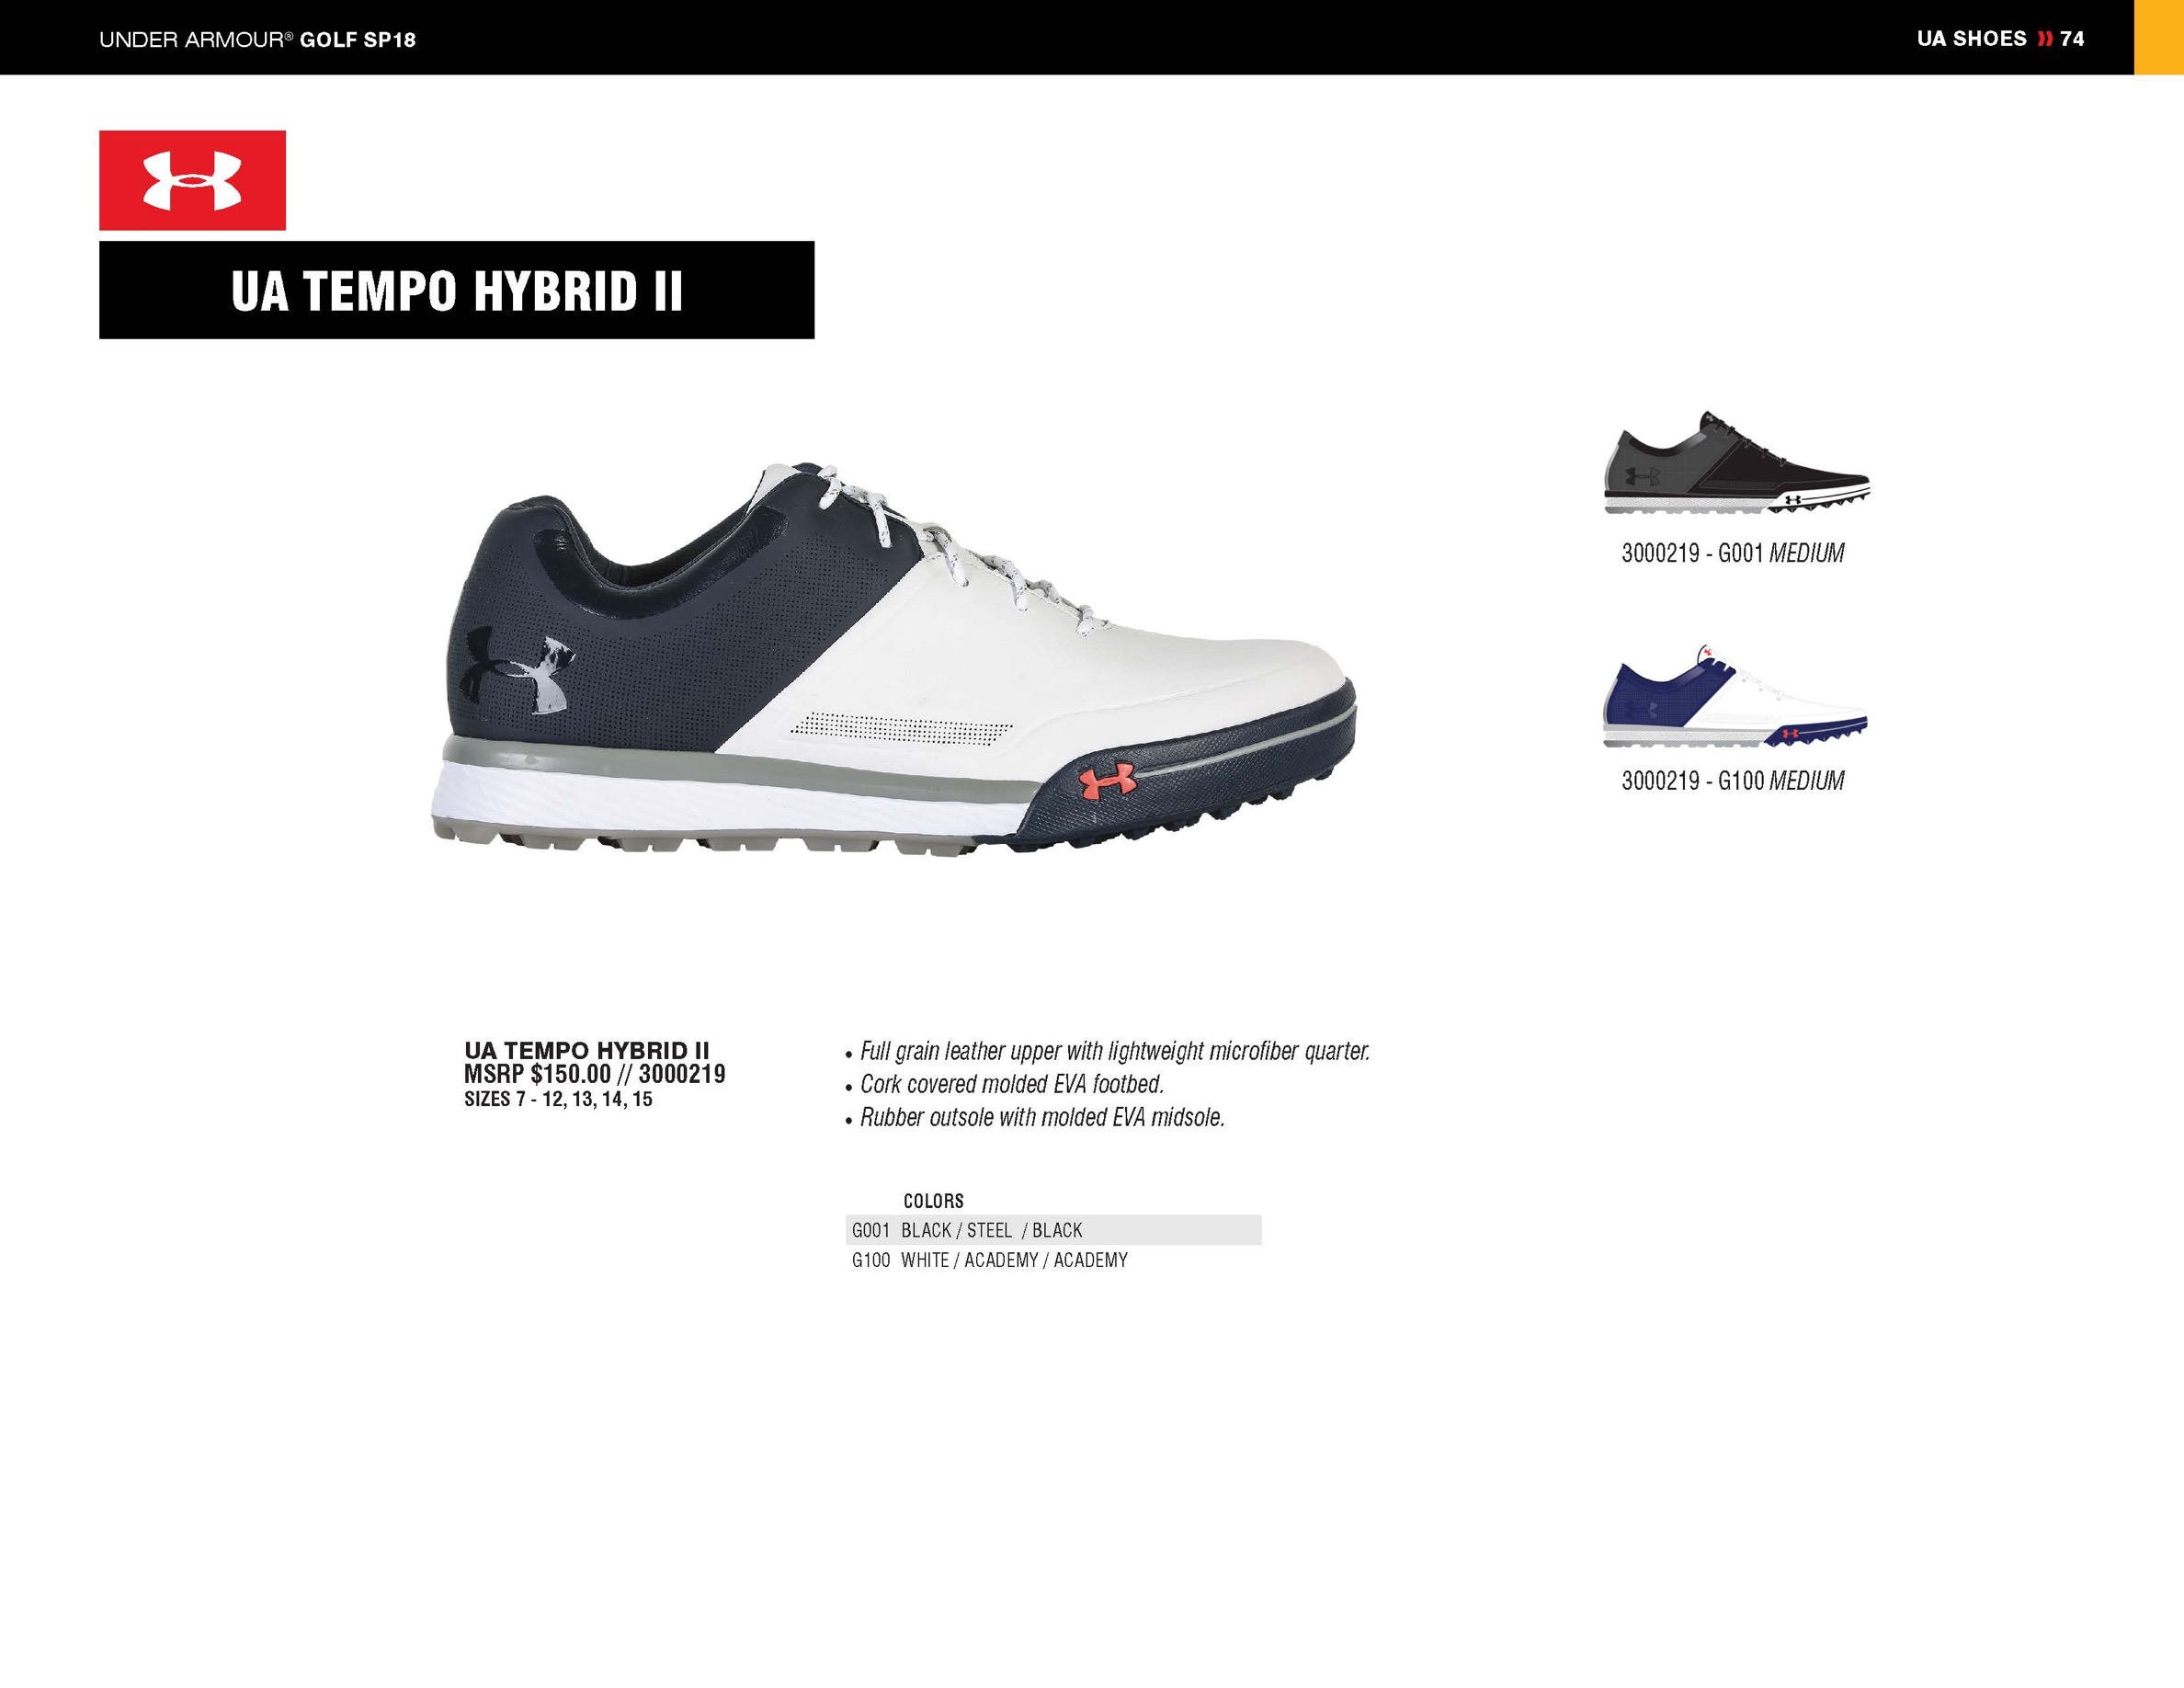 UNDER ARMOUR® GOLF SP18
UA SHOES 74
UA TEMPO HYBRID II
3000219 - G001 MEDIUM
3000219 - G100 MEDIUM
UA TEMPO HYBRID II
MSRP $150.00 // 3000219
SIZES 7 - 12, 13, 14, 15
• Full grain leather upper with lightweight microfiber quarter.
• Cork covered molded EVA footbed.
• Rubber outsole with molded EVA midsole.
COLORS
G001 BLACK / STEEL / BLACK
G100 WHITE / ACADEMY / ACADEMY